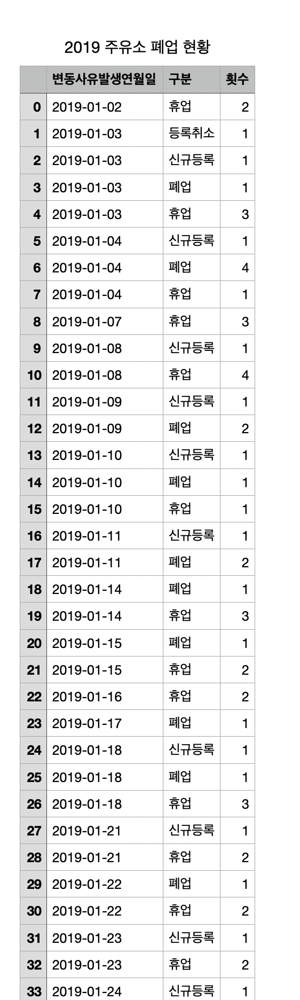 2019 주유소 폐업 현황
변동사유발생연월일 구분 횟수
0 2019-01-02 휴업 2
1 2019-01-03 등록취소 1
2 2019-01-03 신규등록 1
3 2019-01-03 폐업 1
4 2019-01-03 휴업 3
5 2019-01-04 신규등록 1
6 2019-01-04 폐업 4
7 2019-01-04 휴업 1
8 2019-01-07 휴업 3
9 2019-01-08 신규등록 1
10 2019-01-08 휴업 4
11 2019-01-09 신규등록 1
12 2019-01-09 폐업 2
13 2019-01-10 신규등록 1
14 2019-01-10 폐업 1
15 2019-01-10 휴업 1
16 2019-01-11 신규등록 1
17 2019-01-11 폐업 2
18 2019-01-14 폐업 1
19 2019-01-14 휴업 3
20 2019-01-15 폐업 1
21 2019-01-15 휴업 2
22 2019-01-16 휴업 2
23 2019-01-17 폐업 1
24 2019-01-18 신규등록 1
25 2019-01-18 폐업 1
26 2019-01-18 휴업 3
27 2019-01-21 신규등록 1
28 2019-01-21 휴업 2
29 2019-01-22 폐업 1
30 2019-01-22 휴업 2
31 2019-01-23 신규등록 1
32 2019-01-23 휴업 2
33 2019-01-24 신규등록 1